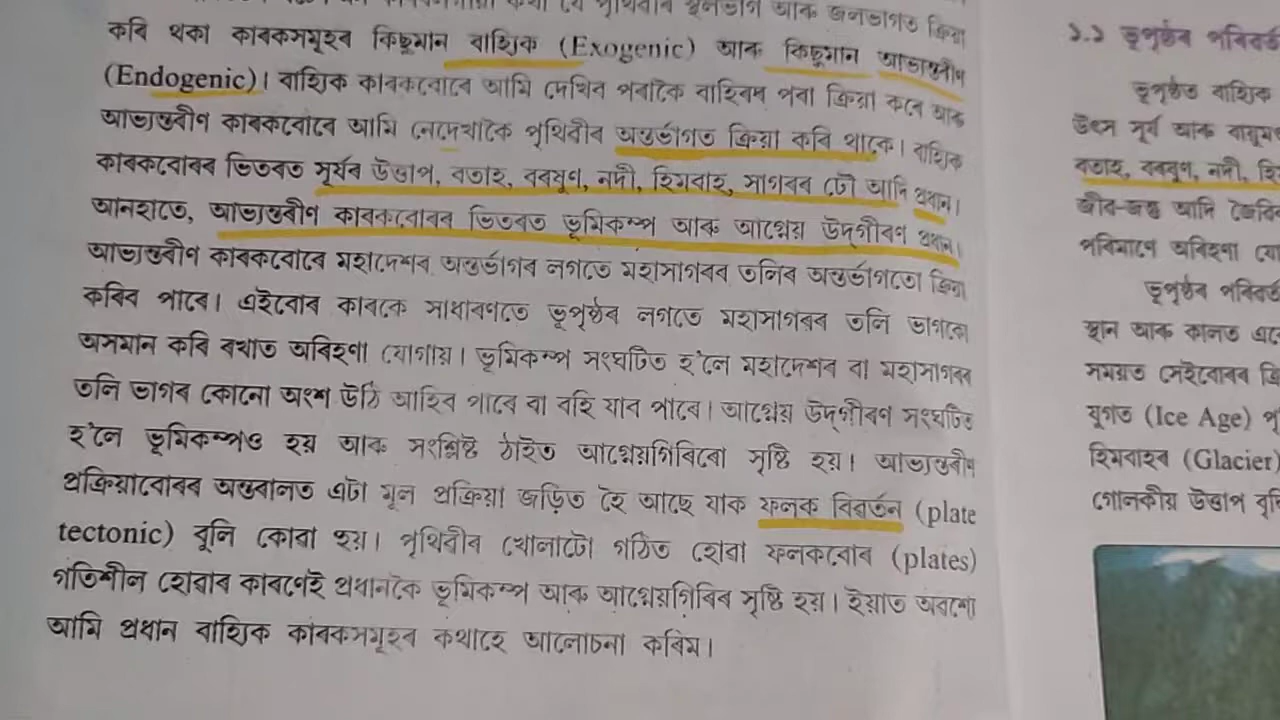 পৃথিৱীৰ স্থলভাগ আৰু জলভাগত ক্ৰিয়া
কৰি থকা কাৰকসমূহৰ কিছুমান বাহ্যিক (Exogenic) আৰু কিছুমান আভ্যন্তৰীণ
(Endogenic)। বাহ্যিক কাৰকবোৰে আমি দেখিব পৰাকৈ বাহিৰৰ পৰা ক্ৰিয়া কৰে আৰু
আভ্যন্তৰীণ কাৰকবোৰে আমি নেদেখাকৈ পৃথিৱীৰ অন্তৰ্ভাগত ক্ৰিয়া কৰি থাকে। বাহ্যিক
কাৰকবোৰৰ ভিতৰত সূৰ্যৰ উত্তাপ, বতাহ, বৰষুণ, নদী, হিমবাহ, সাগৰৰ ঢৌ আদি প্ৰধান।
আনহাতে, আভ্যন্তৰীণ কাৰকবোৰৰ ভিতৰত ভূমিকম্প আৰু আগ্নেয় উদ্‌গীৰণ প্ৰধান।
আভ্যন্তৰীণ কাৰকবোৰে মহাদেশৰ অন্তৰ্ভাগৰ লগতে মহাসাগৰৰ তলিৰ অন্তৰ্ভাগতো ক্ৰিয়া
কৰিব পাৰে। এইবোৰ কাৰকে সাধাৰণতে ভূপৃষ্ঠৰ লগতে মহাসাগৰৰ তলি ভাগকো
অসমান কৰি ৰখাত অৰিহণা যোগায়। ভূমিকম্প সংঘটিত হ'লে মহাদেশৰ বা মহাসাগৰৰ
তলি ভাগৰ কোনো অংশ উঠি আহিব পাৰে বা বহি যাব পাৰে। আগ্নেয় উদ্‌গীৰণ সংঘটিত
হ'লে ভূমিকম্পও হয় আৰু সংশ্লিষ্ট ঠাইত আগ্নেয়গিৰিৰো সৃষ্টি হয়। আভ্যন্তৰীণ
প্ৰক্ৰিয়াবোৰৰ অন্তৰালত এটা মূল প্ৰক্ৰিয়া জড়িত হৈ আছে যাক ফলক বিৱৰ্তন (plate
tectonic) বুলি কোৱা হয়। পৃথিৱীৰ খোলাটো গঠিত হোৱা ফলকবোৰ (plates)
গতিশীল হোৱাৰ কাৰণেই প্ৰধানকৈ ভূমিকম্প আৰু আগ্নেয়গিৰিৰ সৃষ্টি হয়। ইয়াত অৱশ্যে
আমি প্ৰধান বাহ্যিক কাৰকসমূহৰ কথাহে আলোচনা কৰিম।
১.১ ভূপৃষ্ঠৰ
ভূপৃষ্ঠত বাহ্যিক
উৎস সূৰ্য আৰু
বতাহ, বৰষুণ, নদী,
জীৱ-জন্তু আদি
পৰিমাণে অৰিহণা
ভূপৃষ্ঠৰ
স্থান আৰু কালত
সময়ত সেইবোৰৰ
যুগত (Ice Age)
হিমবাহৰ (Glacier)
গোলকীয় উত্তাপ